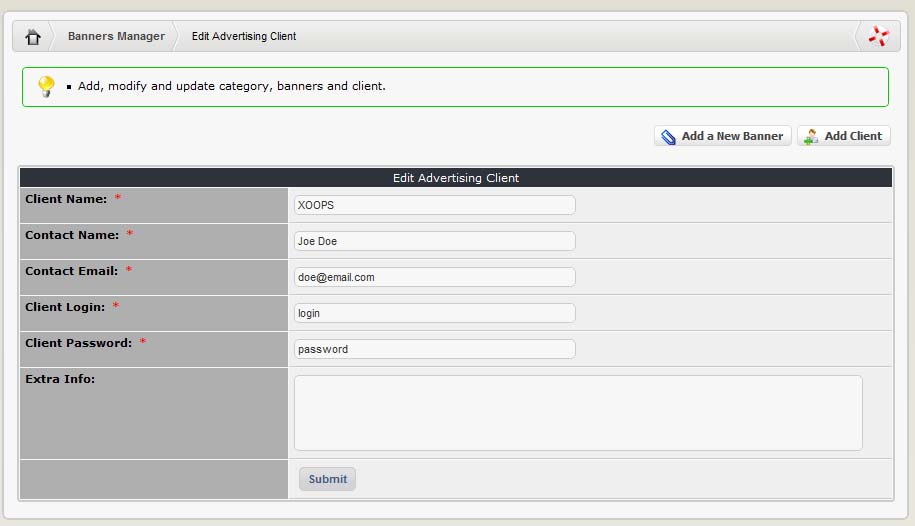 Banners Manager Edit Advertising Client
Add, modify and update category, banners and client.
Add a New Banner Add Client
Edit Advertising Client
Client Name: * XOOPS
Contact Name: * Joe Doe
Contact Email: * doe@email.com
Client Login: * login
Client Password: * password
Extra Info:
Submit